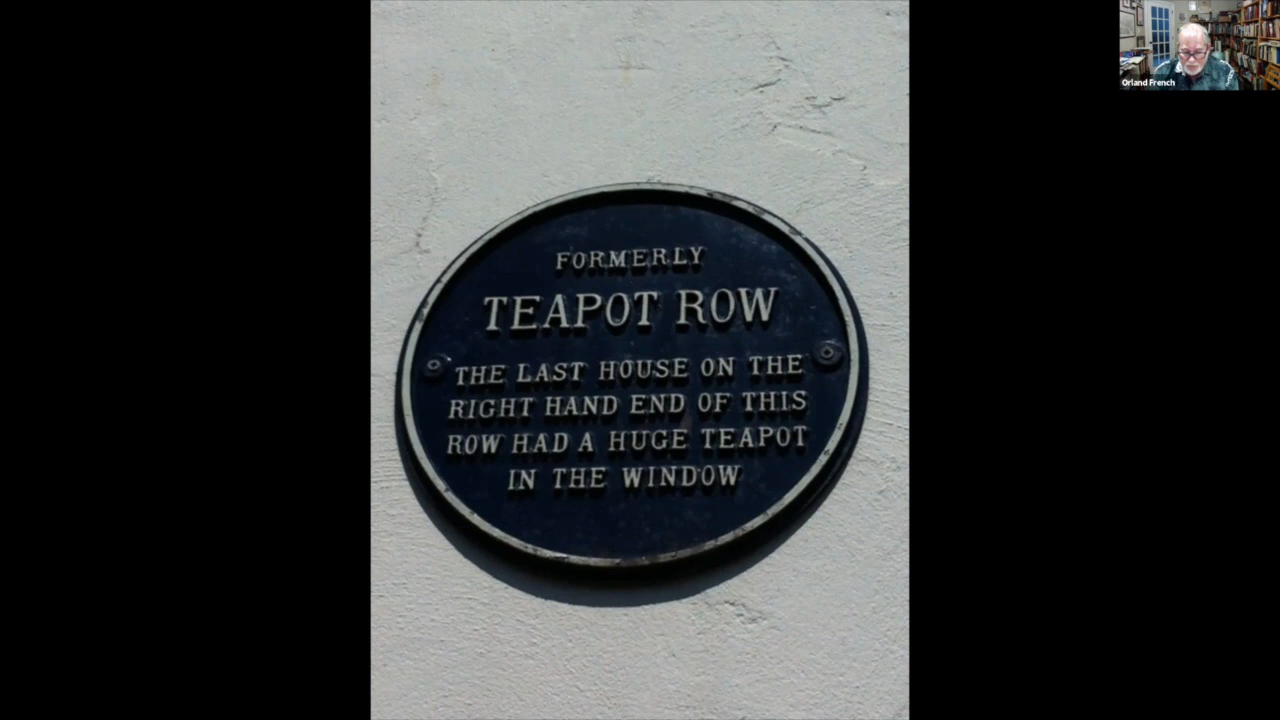 FORMERLY
TEAPOT ROW
THE LAST HOUSE ON THE
RIGHT HAND END OF THIS
ROW HAD A HUGE TEAPOT
IN THE WINDOW
Orland French